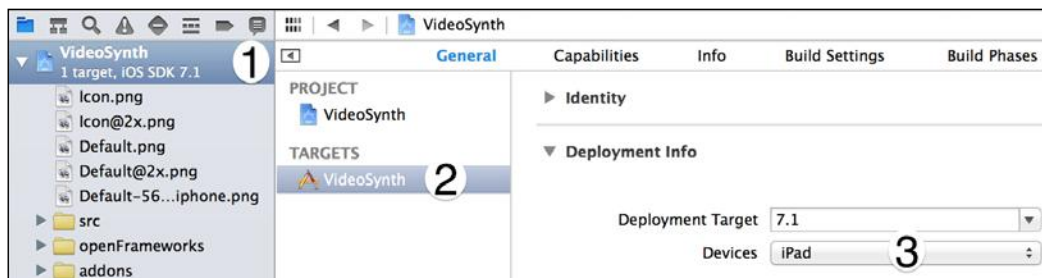 VideoSynth
VideoSynth
1 target, iOS SDK 7.1
1
Icon.png
Icon@2x.png
Default.png
Default@2x.png
Default-56...iphone.png
src
openFrameworks
addons
General Capabilities Info Build Settings Build Phases
PROJECT
VideoSynth
TARGETS
VideoSynth 2
Identity
Deployment Info
Deployment Target 7.1
Devices iPad 3